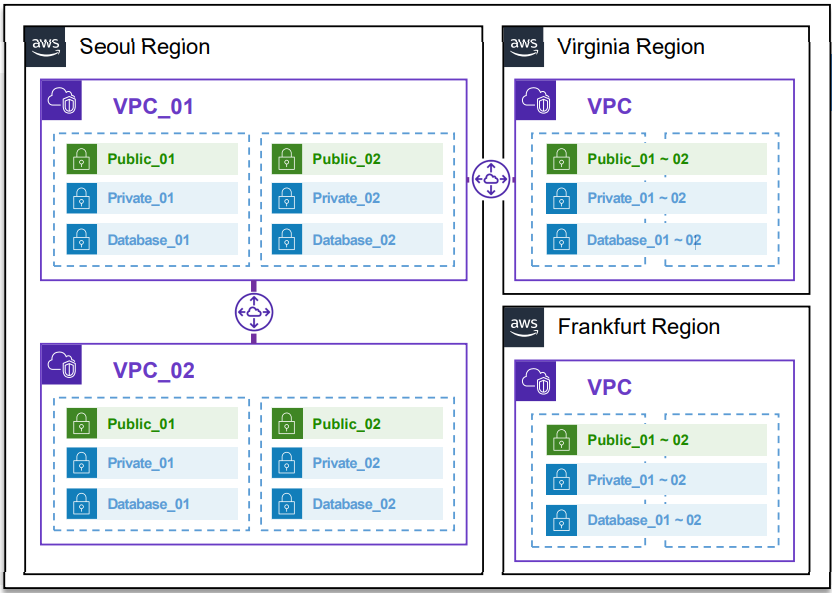 aws
Seoul Region
VPC_01
Public_01
Private_01
Database_01
Public_02
Private_02
Database_02
VPC_02
Public_01
Private_01
Database_01
Public_02
Private_02
Database_02
aws
Virginia Region
VPC
Public_01 ~ 02
Private_01 ~ 02
Database_01 ~ 02
aws
Frankfurt Region
VPC
Public_01 ~ 02
Private_01 ~ 02
Database_01 ~ 02